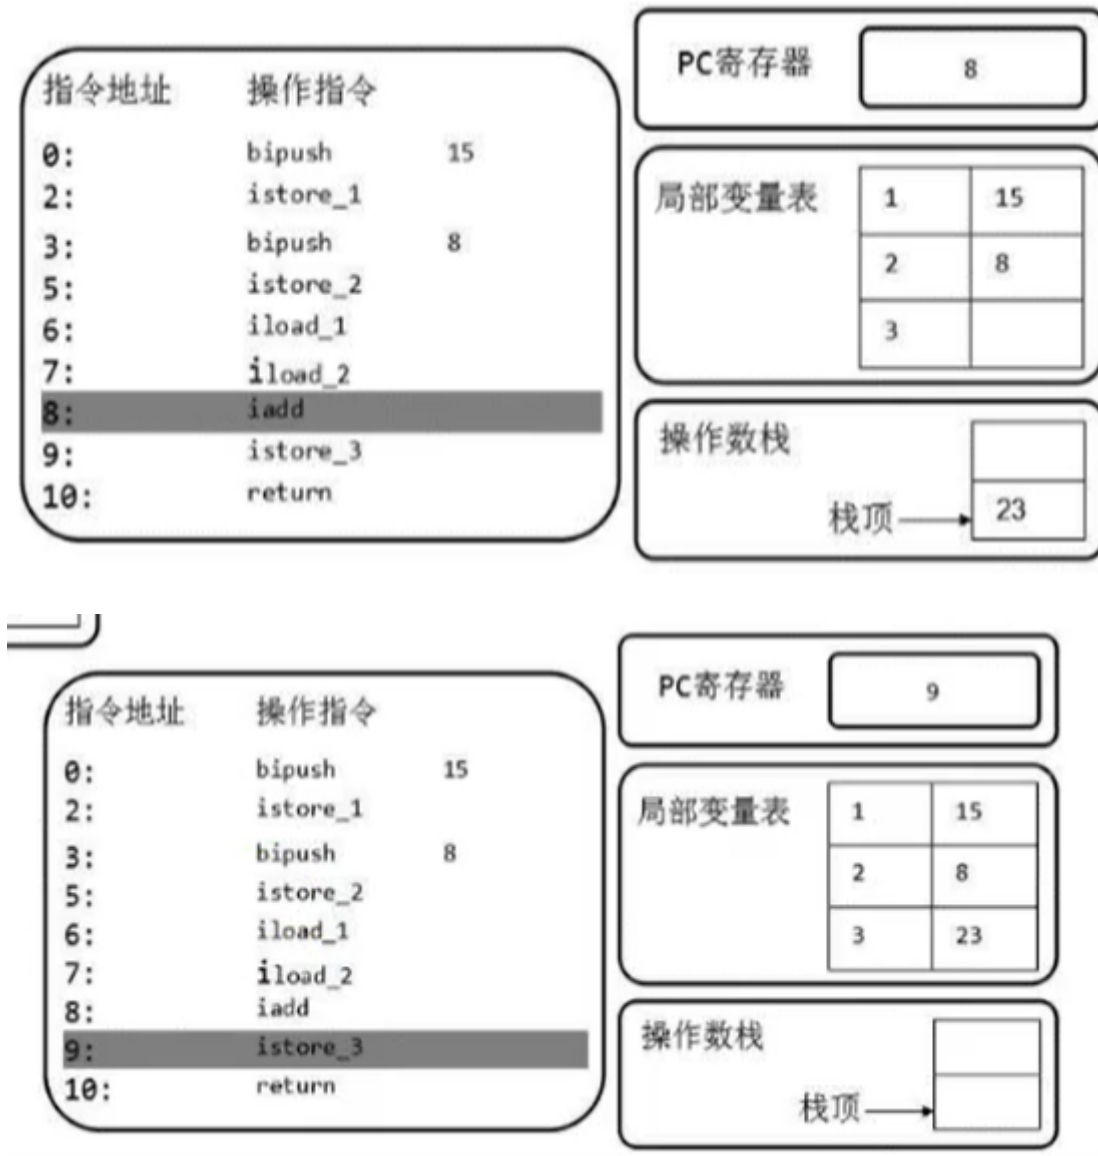 指令地址 操作指令
0: bipush 15
2: istore_1
3: bipush 8
5: istore_2
6: iload_1
7: iload_2
8: iadd
9: istore_3
10: return
PC寄存器 8
局部变量表 1 15
2 8
3
操作数栈
栈顶 23
指令地址 操作指令
0: bipush 15
2: istore_1
3: bipush 8
5: istore_2
6: iload_1
7: iload_2
8: iadd
9: istore_3
10: return
PC寄存器 9
局部变量表 1 15
2 8
3 23
操作数栈
栈顶